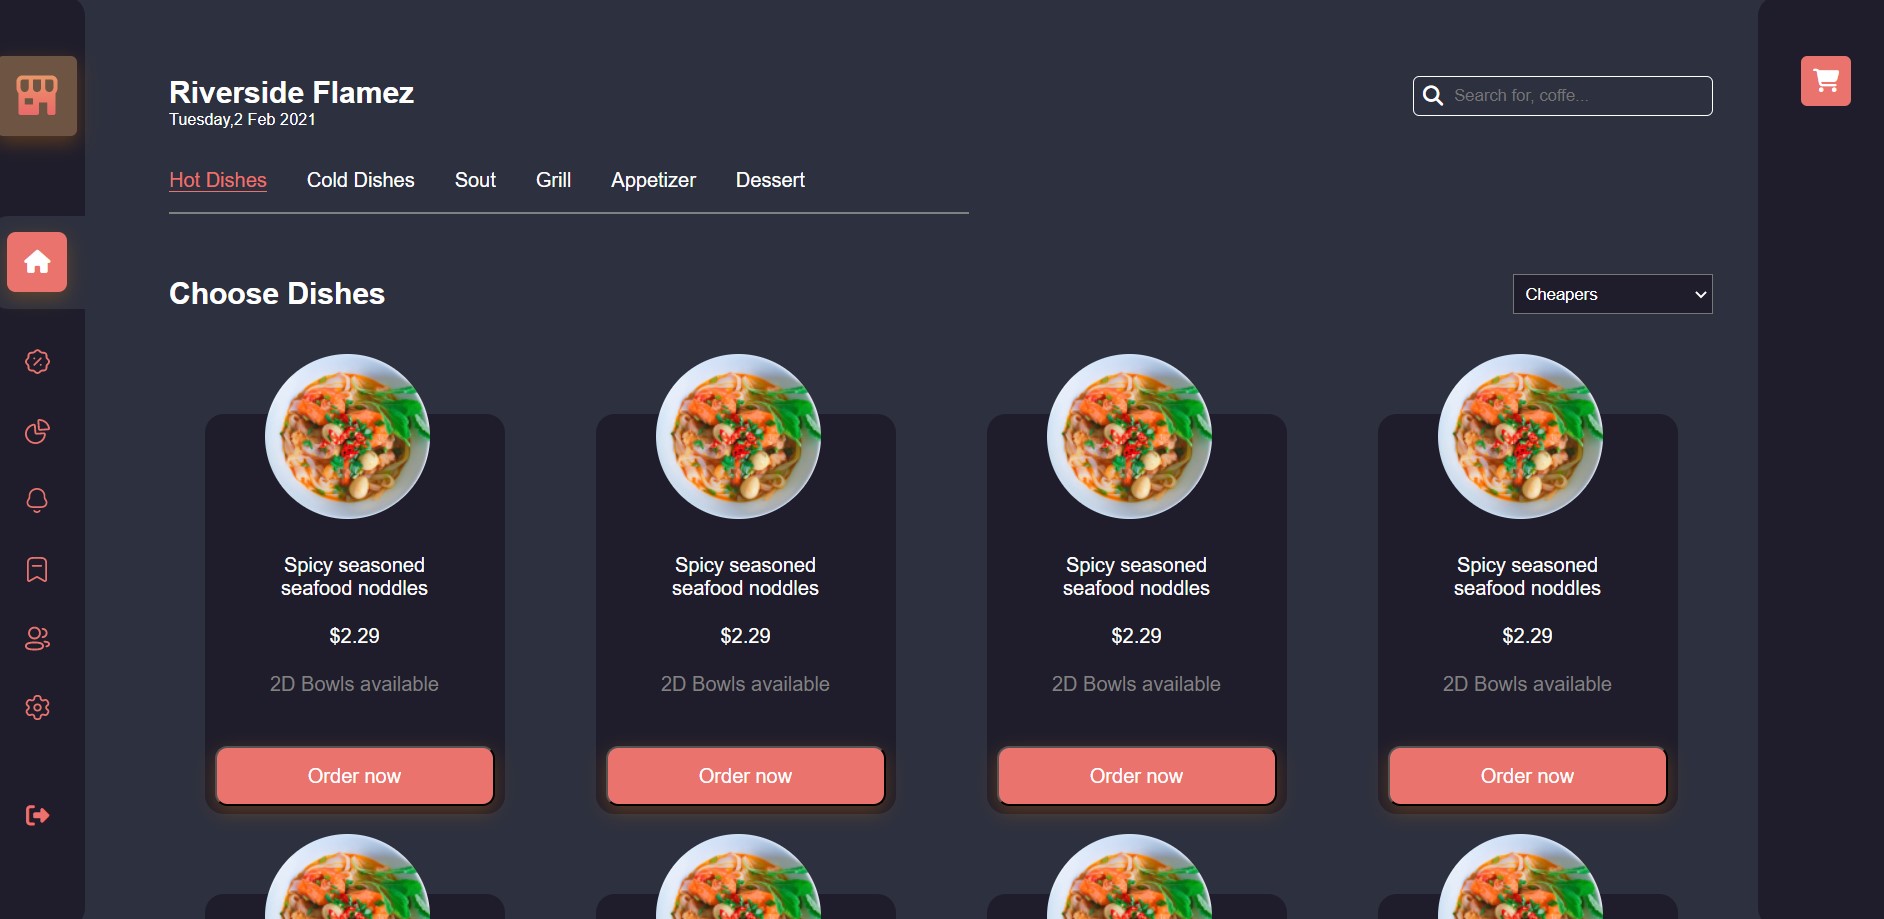 Riverside Flamez
Tuesday,2 Feb 2021
Search for, coffe...
Hot Dishes Cold Dishes Sout Grill Appetizer Dessert
Choose Dishes
Cheapers
Spicy seasoned
seafood noddles
$2.29
2D Bowls available
Order now
Spicy seasoned
seafood noddles
$2.29
2D Bowls available
Order now
Spicy seasoned
seafood noddles
$2.29
2D Bowls available
Order now
Spicy seasoned
seafood noddles
$2.29
2D Bowls available
Order now